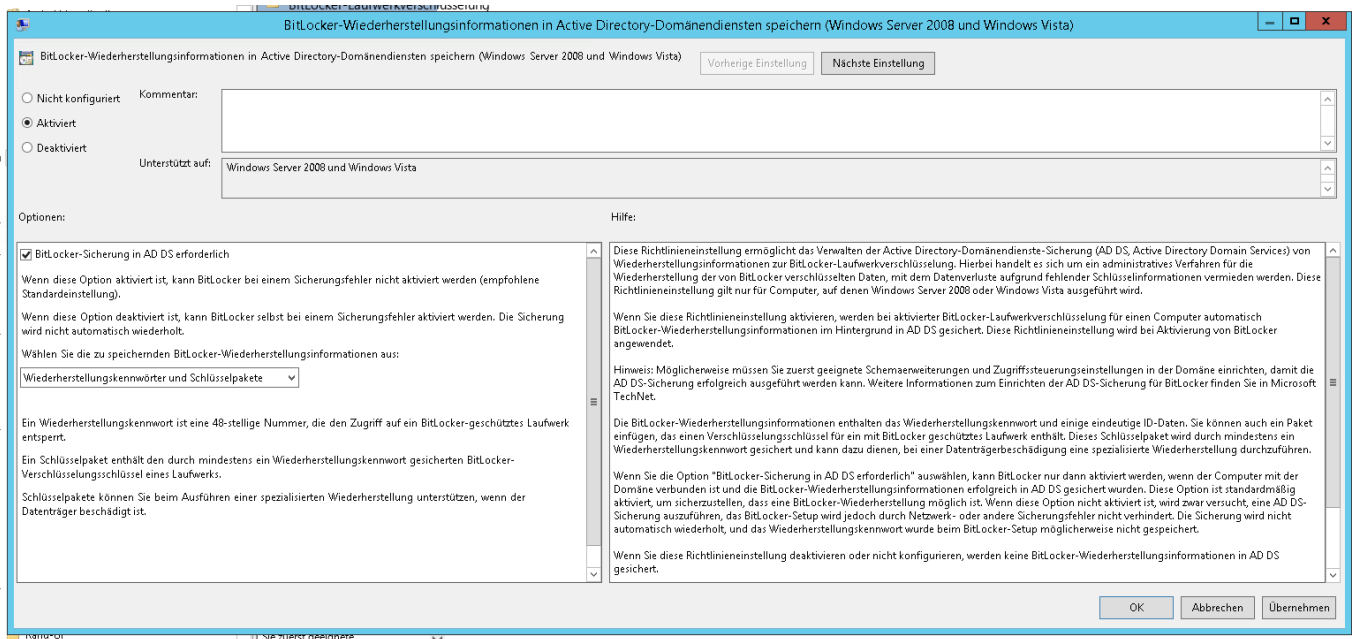 BitLocker-Laufwerkverschlüsselung
BitLocker-Wiederherstellungsinformationen in Active Directory-Domänendiensten speichern (Windows Server 2008 und Windows Vista)
BitLocker-Wiederherstellungsinformationen in Active Directory-Domänendiensten speichern (Windows Server 2008 und Windows Vista)
Vorherige Einstellung
Nächste Einstellung
Nicht konfiguriert
Kommentar:
Aktiviert
Deaktiviert
Unterstützt auf:
Windows Server 2008 und Windows Vista
Optionen:
Hilfe:
BitLocker-Sicherung in AD DS erforderlich
Wenn diese Option aktiviert ist, kann BitLocker bei einem Sicherungsfehler nicht aktiviert werden (empfohlene
Standardeinstellung).
Wenn diese Option deaktiviert ist, kann BitLocker selbst bei einem Sicherungsfehler aktiviert werden. Die Sicherung
wird nicht automatisch wiederholt.
Wählen Sie die zu speichernden BitLocker-Wiederherstellungsinformationen aus:
Wiederherstellungskennwörter und Schlüsselpakete
Ein Wiederherstellungskennwort ist eine 48-stellige Nummer, die den Zugriff auf ein BitLocker-geschütztes Laufwerk
entsperrt.
Ein Schlüsselpaket enthält den durch mindestens ein Wiederherstellungskennwort gesicherten BitLocker-
Verschlüsselungsschlüssel eines Laufwerks.
Schlüsselpakete können Sie beim Ausführen einer spezialisierten Wiederherstellung unterstützen, wenn der
Datenträger beschädigt ist.
Diese Richtlinieneinstellung ermöglicht das Verwalten der Active Directory-Domänendienste-Sicherung (AD DS, Active Directory Domain Services) von
Wiederherstellungsinformationen zur BitLocker-Laufwerkverschlüsselung. Hierbei handelt es sich um ein administratives Verfahren für die
Wiederherstellung der von BitLocker verschlüsselten Daten, mit dem Datenverluste aufgrund fehlender Schlüsselinformationen vermieden werden. Diese
Richtlinieneinstellung gilt nur für Computer, auf denen Windows Server 2008 oder Windows Vista ausgeführt wird.
Wenn Sie diese Richtlinieneinstellung aktivieren, werden bei aktivierter BitLocker-Laufwerkverschlüsselung für einen Computer automatisch
BitLocker-Wiederherstellungsinformationen im Hintergrund in AD DS gesichert. Diese Richtlinieneinstellung wird bei Aktivierung von BitLocker
angewendet.
Hinweis: Möglicherweise müssen Sie zuerst geeignete Schemaerweiterungen und Zugriffssteuerungseinstellungen in der Domäne einrichten, damit die
AD DS-Sicherung erfolgreich ausgeführt werden kann. Weitere Informationen zum Einrichten der AD DS-Sicherung für BitLocker finden Sie in Microsoft
TechNet.
Die BitLocker-Wiederherstellungsinformationen enthalten das Wiederherstellungskennwort und einige eindeutige ID-Daten. Sie können auch ein Paket
einfügen, das einen Verschlüsselungsschlüssel für ein mit BitLocker geschütztes Laufwerk enthält. Dieses Schlüsselpaket wird durch mindestens ein
Wiederherstellungskennwort gesichert und kann dazu dienen, bei einer Datenträgerbeschädigung eine spezialisierte Wiederherstellung durchzuführen.
Wenn Sie die Option "BitLocker-Sicherung in AD DS erforderlich" auswählen, kann BitLocker nur dann aktiviert werden, wenn der Computer mit der
Domäne verbunden ist und die BitLocker-Wiederherstellungsinformationen erfolgreich in AD DS gesichert wurden. Diese Option ist standardmäßig
aktiviert, um sicherzustellen, dass eine BitLocker-Wiederherstellung möglich ist. Wenn diese Option nicht aktiviert ist, wird zwar versucht, eine AD DS-
Sicherung auszuführen, das BitLocker-Setup wird jedoch durch Netzwerk- oder andere Sicherungsfehler nicht verhindert. Die Sicherung wird nicht
automatisch wiederholt, und das Wiederherstellungskennwort wurde beim BitLocker-Setup möglicherweise nicht gespeichert.
Wenn Sie diese Richtlinieneinstellung deaktivieren oder nicht konfigurieren, werden keine BitLocker-Wiederherstellungsinformationen in AD DS
gesichert.
OK
Abbrechen
Übernehmen
Sie zuerst geeignete